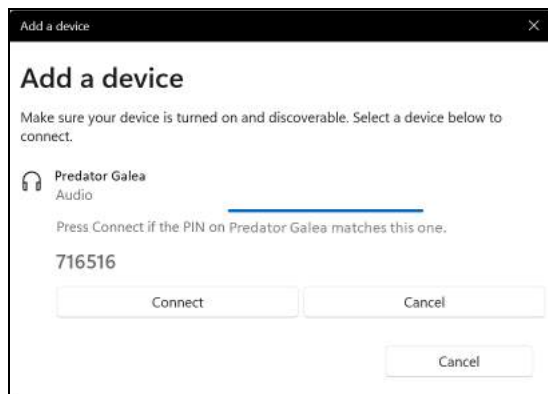 Add a device
Add a device
Make sure your device is turned on and discoverable. Select a device below to
connect.
Predator Galea
Audio
Press Connect if the PIN on Predator Galea matches this one.
716516
Connect Cancel
Cancel